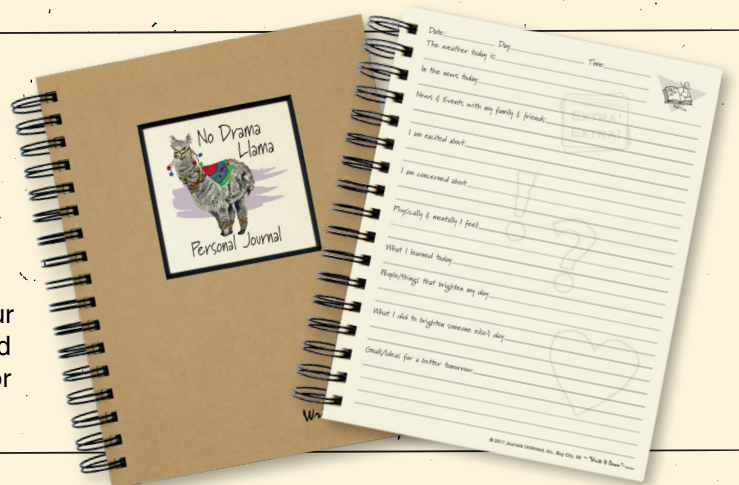 ur
d
or
No Drama
Llama
Personal Journal
Date: Day: Time:
The weather today is:
In the news today
News & Events with my family & friends:
EXTRA!
EXTRA!
I am excited about
I am concerned about
Physically & mentally I feel
What I learned today
People/things that brighten my day
What I did to brighten someone else's day
Goals/Ideas for a better tomorrow
© 2017 Journals Unlimited, Inc., Bay City, MI ~ "Write It Down"